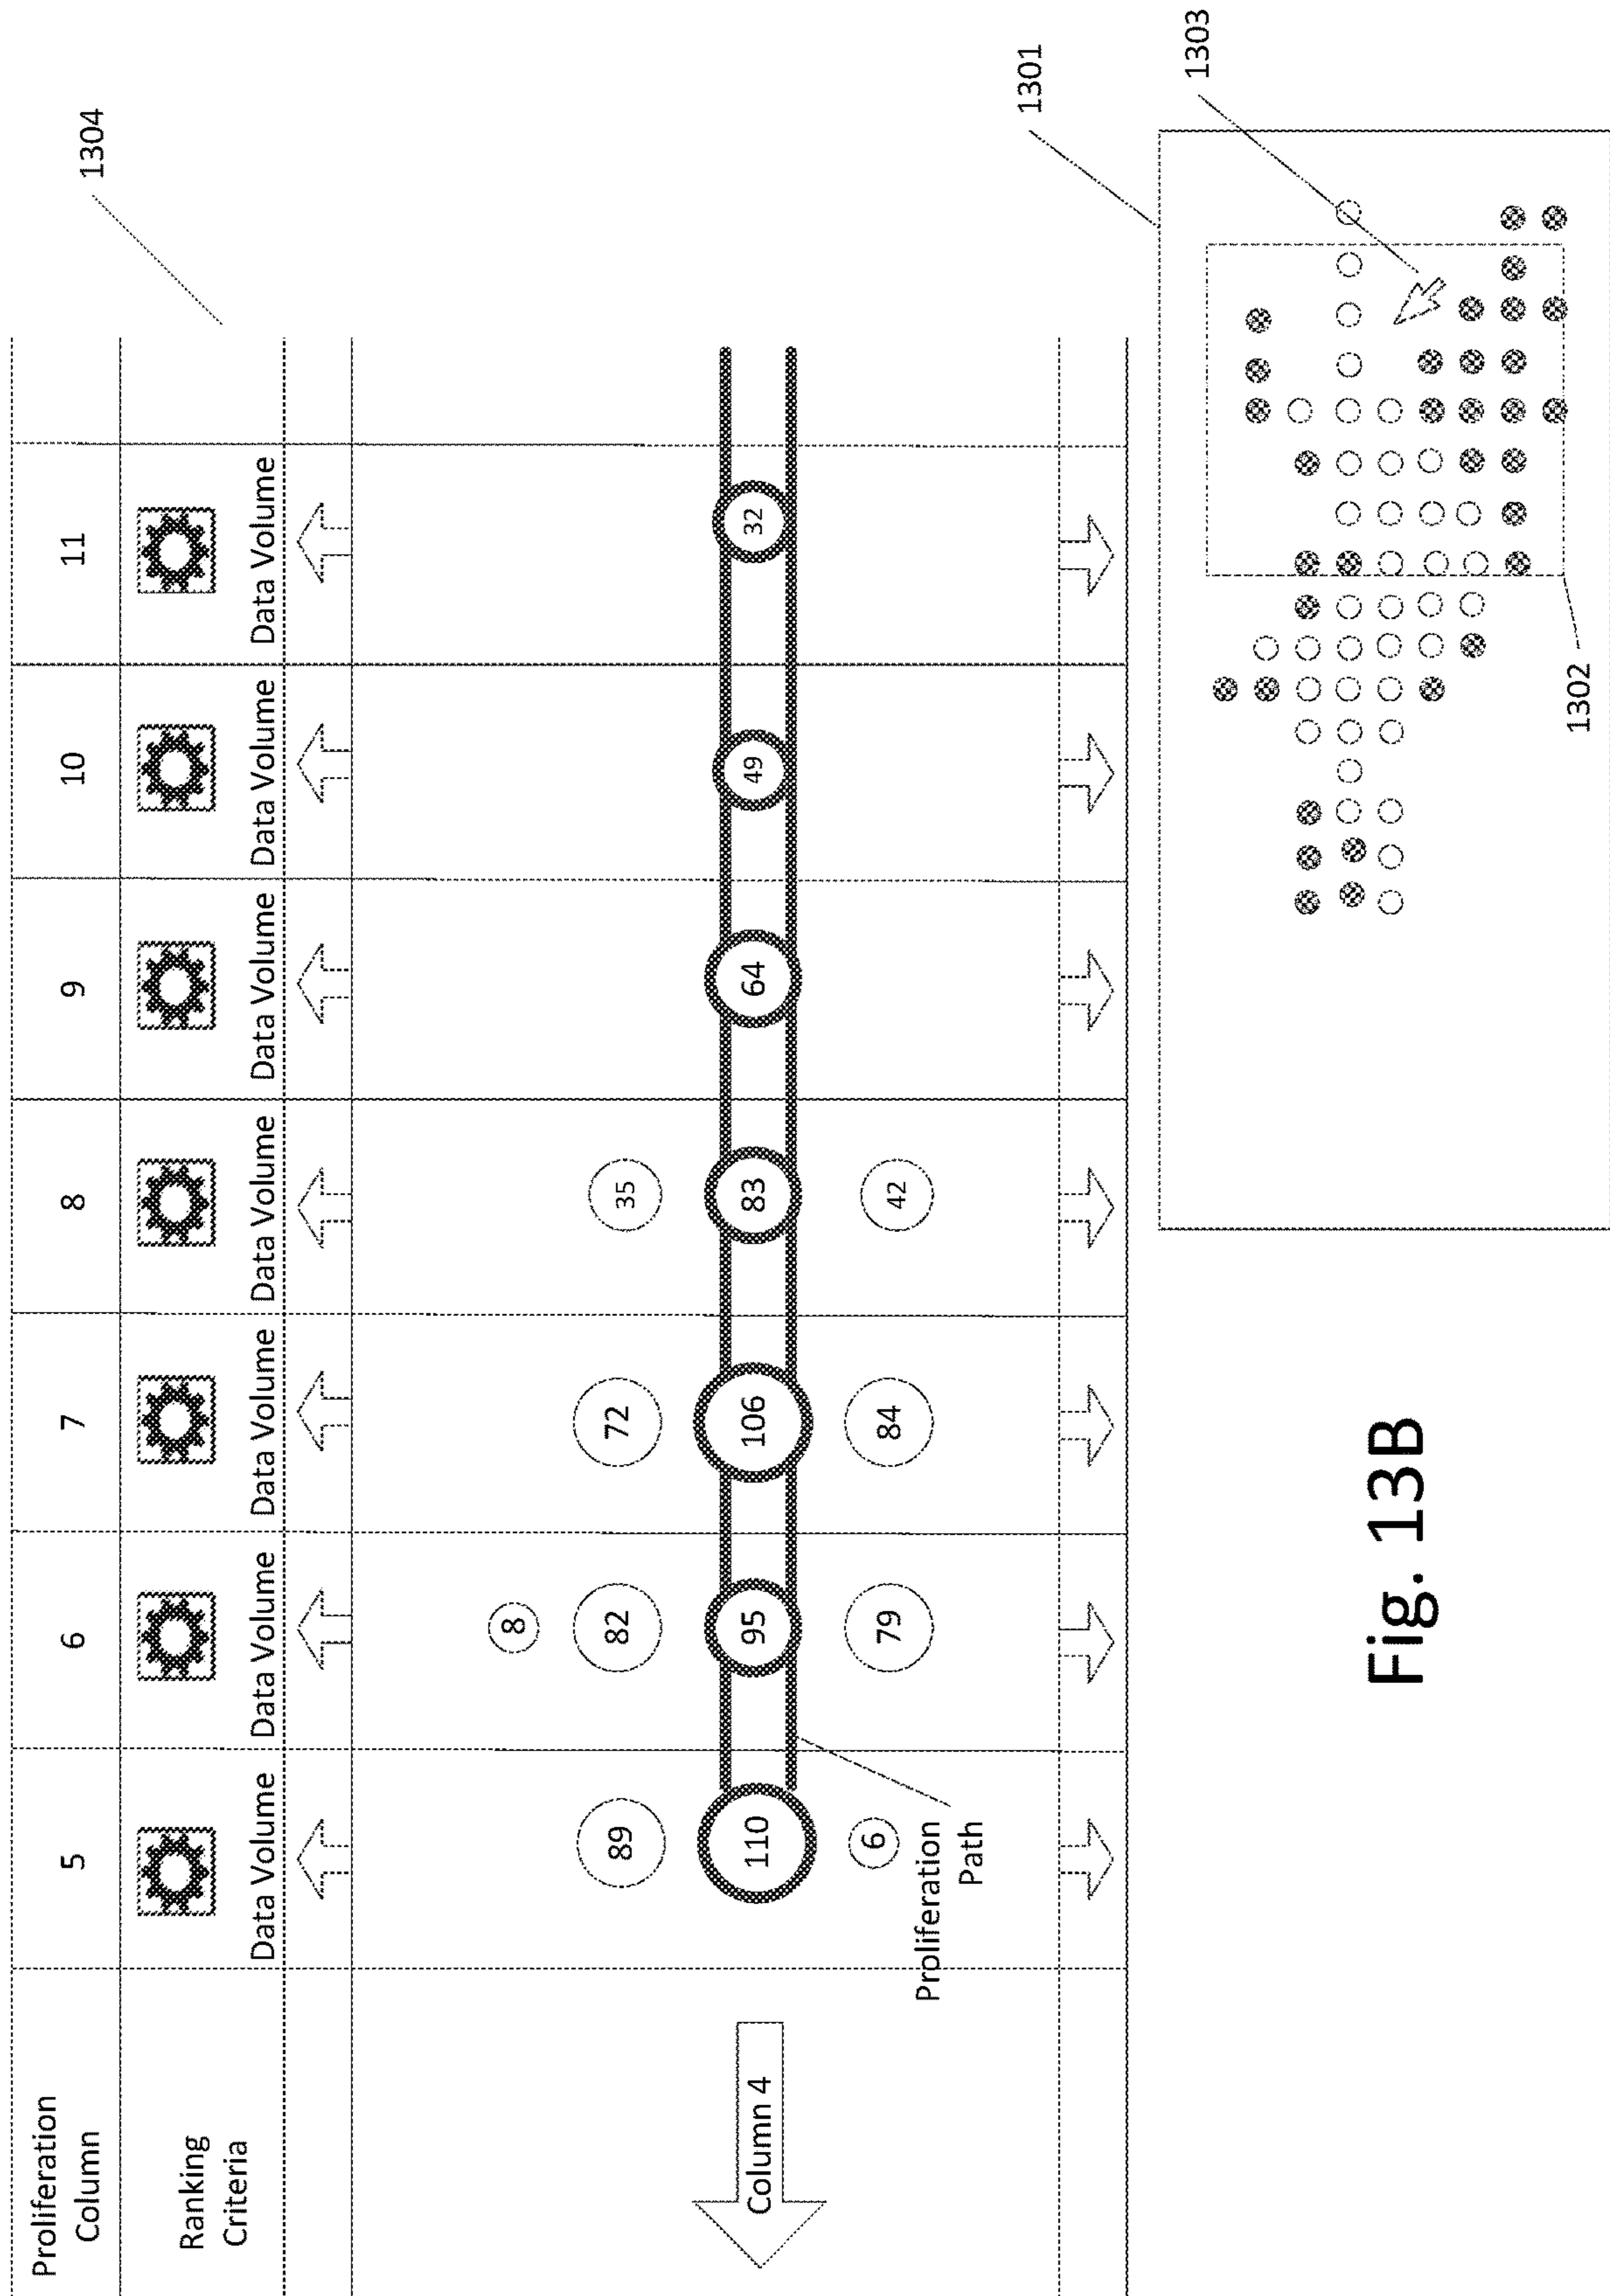 1304
Proliferation
Column
5
6
7
8
9
10
11
Ranking
Criteria
Data Volume
Data Volume
Data Volume
Data Volume
Data Volume
Data Volume
Data Volume
8
89
82
72
35
Column 4
110
95
106
83
64
49
32
6
79
84
42
Proliferation
Path
1301
1303
1302
Fig. 13B